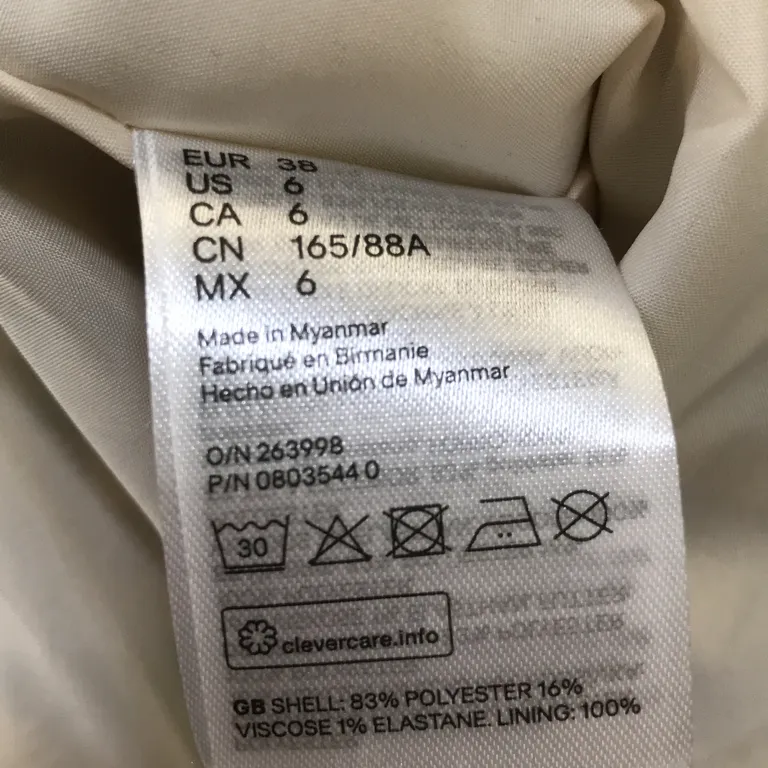 EUR 38
US 6
CA 6
CN 165/88A
MX 6
Made in Myanmar
Fabriqué en Birmanie
Hecho en Unión de Myanmar
O/N 263998
P/N 0803544 0
30
clevercare.info
GB SHELL: 83% POLYESTER 16%
VISCOSE 1% ELASTANE. LINING: 100%